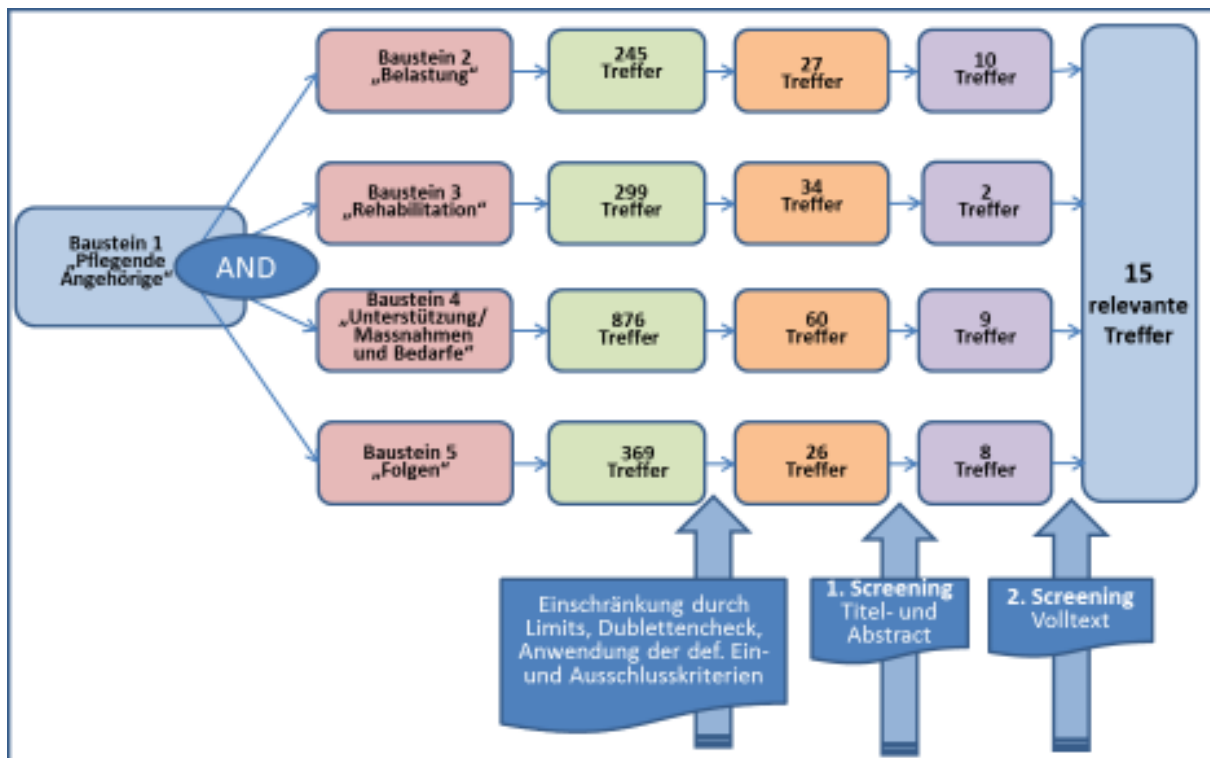 Baustein 1
„Pflegende
Angehörige“
AND
Baustein 2
„Belastung“
245
Treffer
27
Treffer
10
Treffer
Baustein 3
„Rehabilitation“
299
Treffer
34
Treffer
2
Treffer
Baustein 4
„Unterstützung/
Massnahmen
und Bedarfe“
876
Treffer
60
Treffer
9
Treffer
Baustein 5
„Folgen“
369
Treffer
26
Treffer
8
Treffer
15
relevante
Treffer
Einschränkung durch
Limits, Dublettencheck,
Anwendung der def. Ein-
und Ausschlusskriterien
1. Screening
Titel- und
Abstract
2. Screening
Volltext